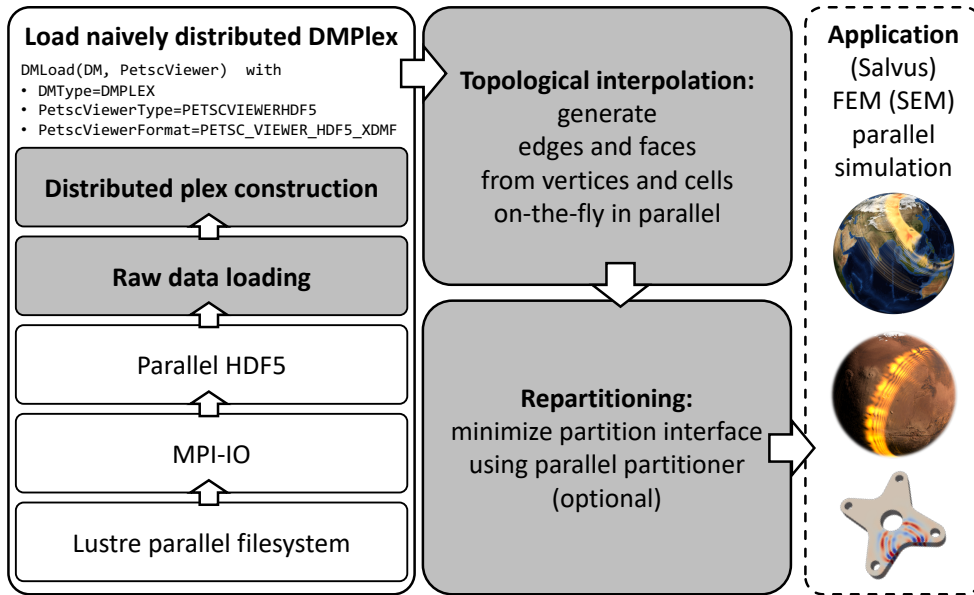 Load naively distributed DMPlex
DMLoad(DM, PetscViewer) with
• DMType=DMPLEX
• PetscViewerType=PETSCVIEWERHDF5
• PetscViewerFormat=PETSC_VIEWER_HDF5_XDMF
Distributed plex construction
Raw data loading
Parallel HDF5
MPI-IO
Lustre parallel filesystem
Topological interpolation:
generate
edges and faces
from vertices and cells
on-the-fly in parallel
Repartitioning:
minimize partition interface
using parallel partitioner
(optional)
Application
(Salvus)
FEM (SEM)
parallel
simulation